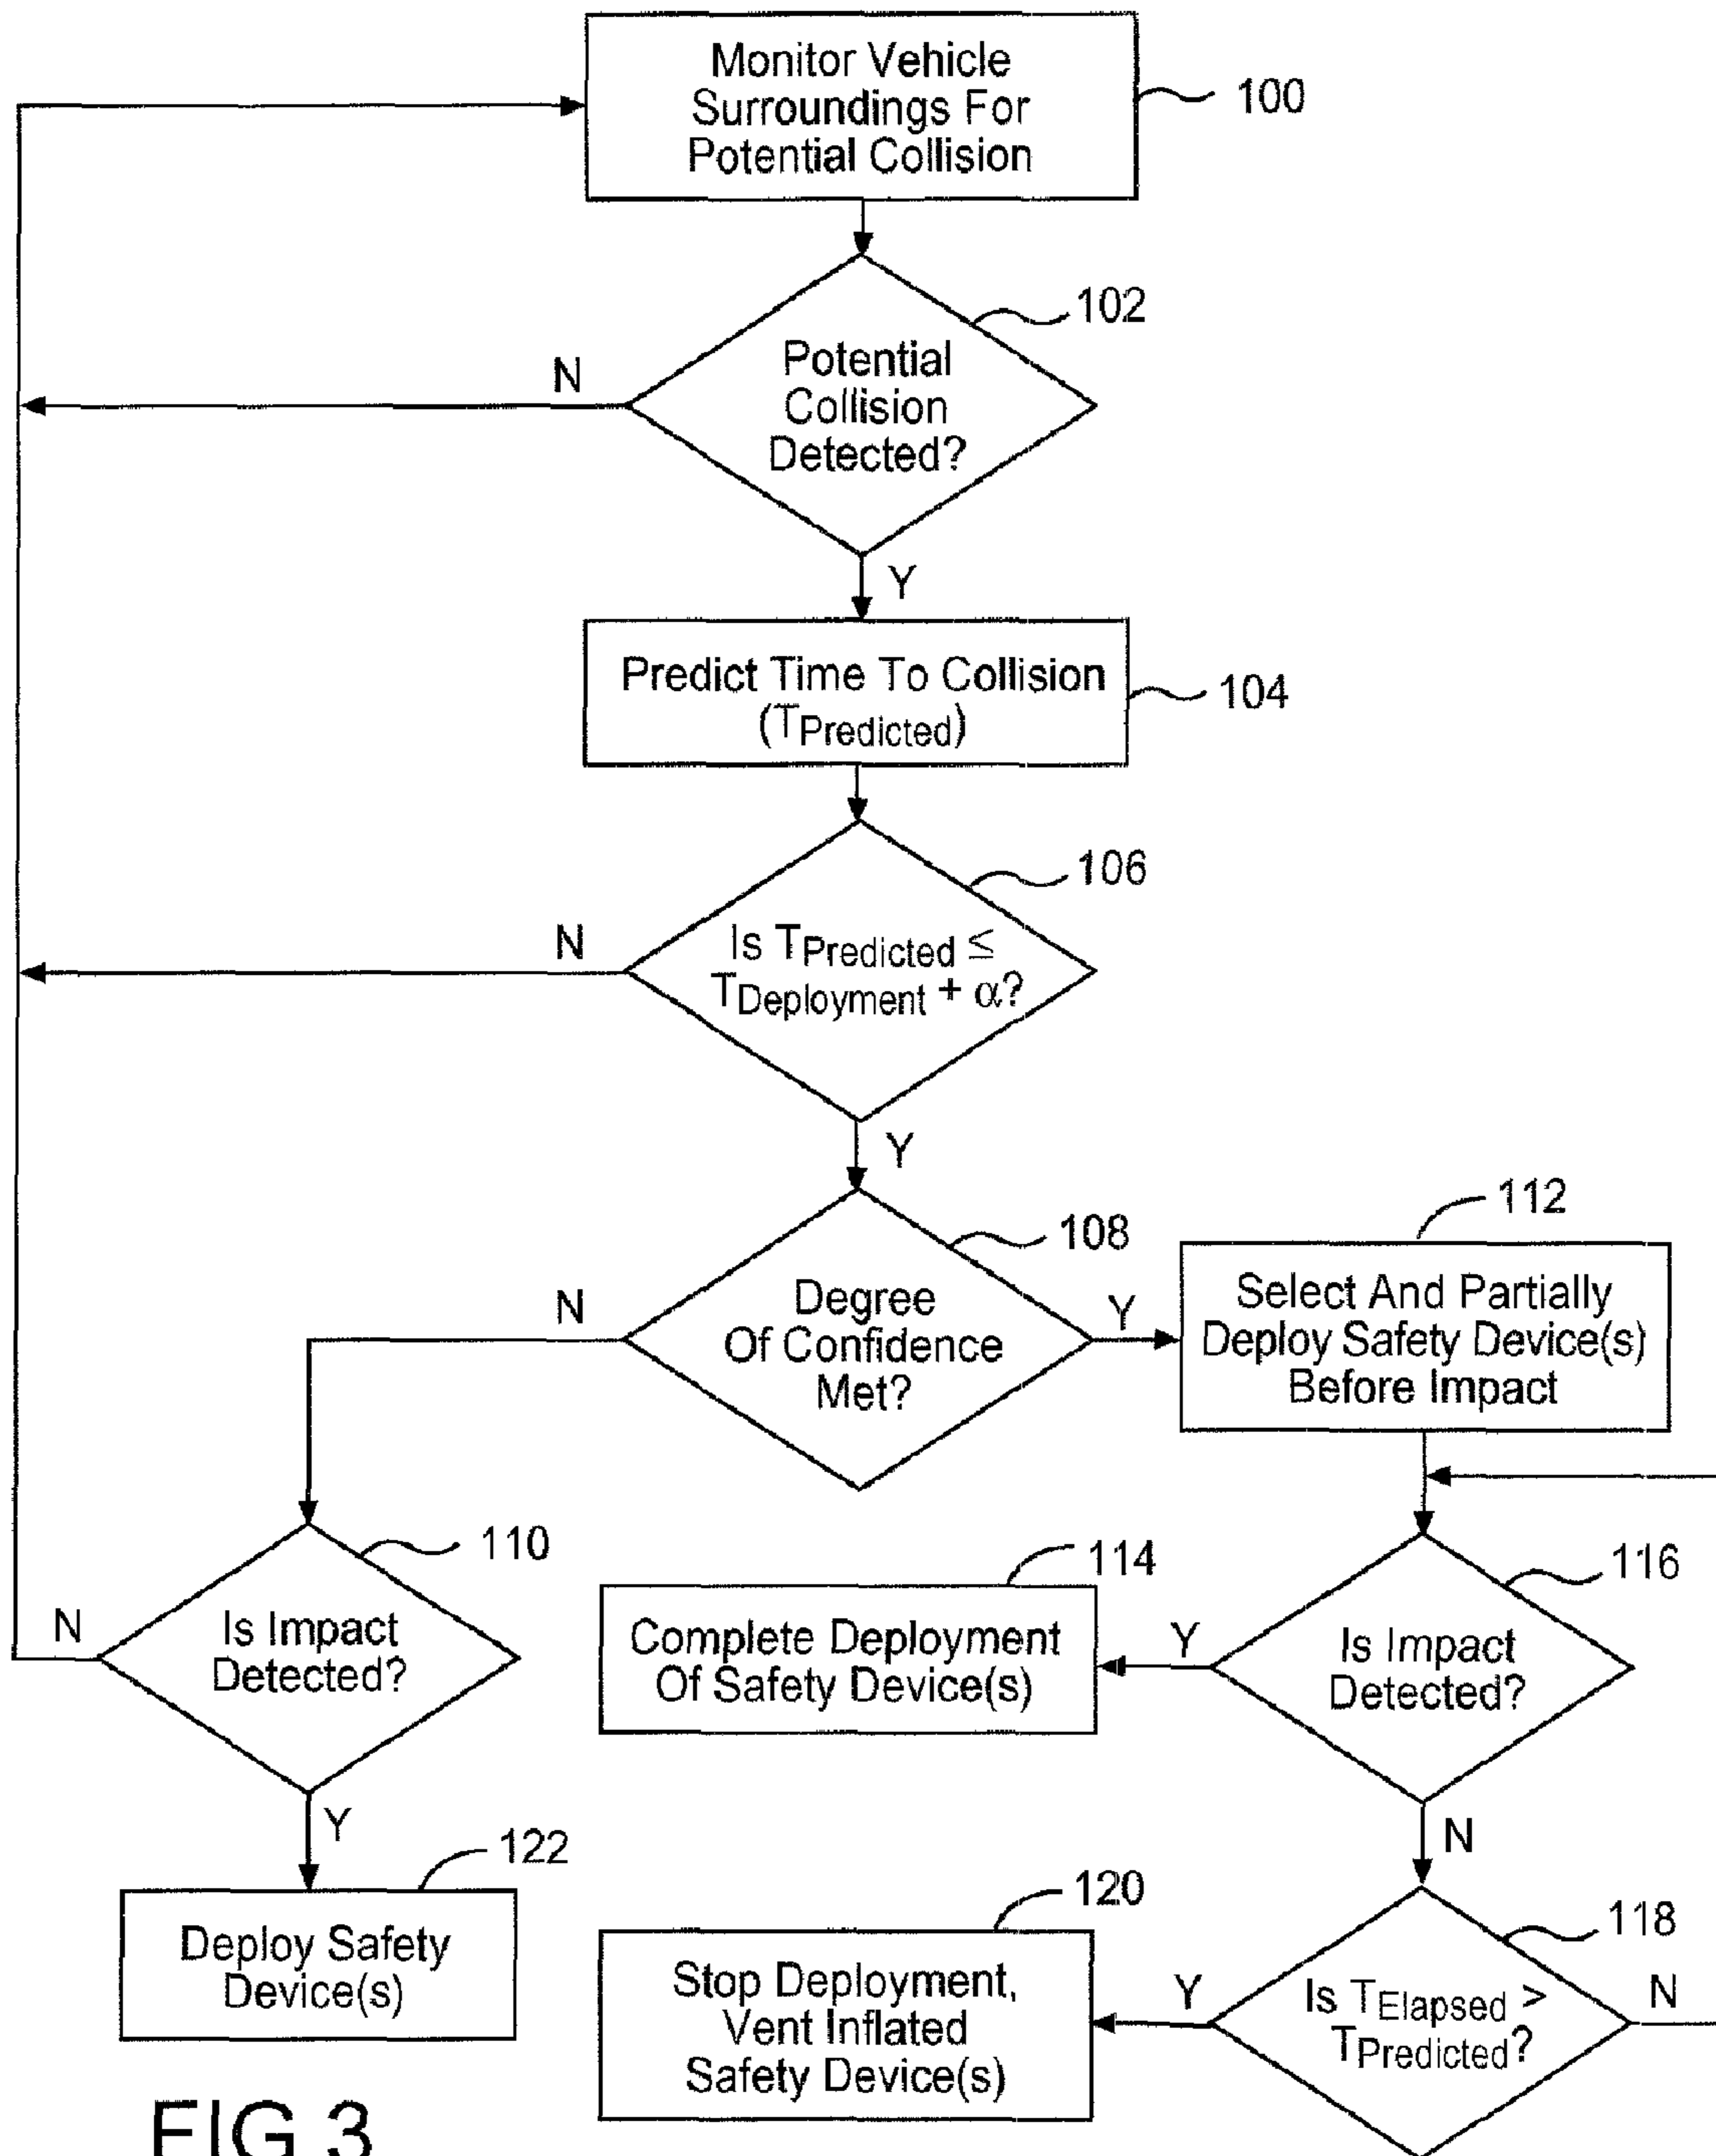 Monitor Vehicle
Surroundings For
Potential Collision
100
102
Potential
Collision
Detected?
N
Y
Predict Time To Collision
(TPredicted)
104
106
Is TPredicted ≤
TDeployment + α?
N
Y
108
Degree
Of Confidence
Met?
N
Y
112
Select And Partially
Deploy Safety Device(s)
Before Impact
110
Is Impact
Detected?
N
Y
114
Complete Deployment
Of Safety Device(s)
116
Is Impact
Detected?
Y
N
122
Deploy Safety
Device(s)
120
Stop Deployment,
Vent Inflated
Safety Device(s)
118
Is TElapsed >
TPredicted?
Y
N
FIG 3